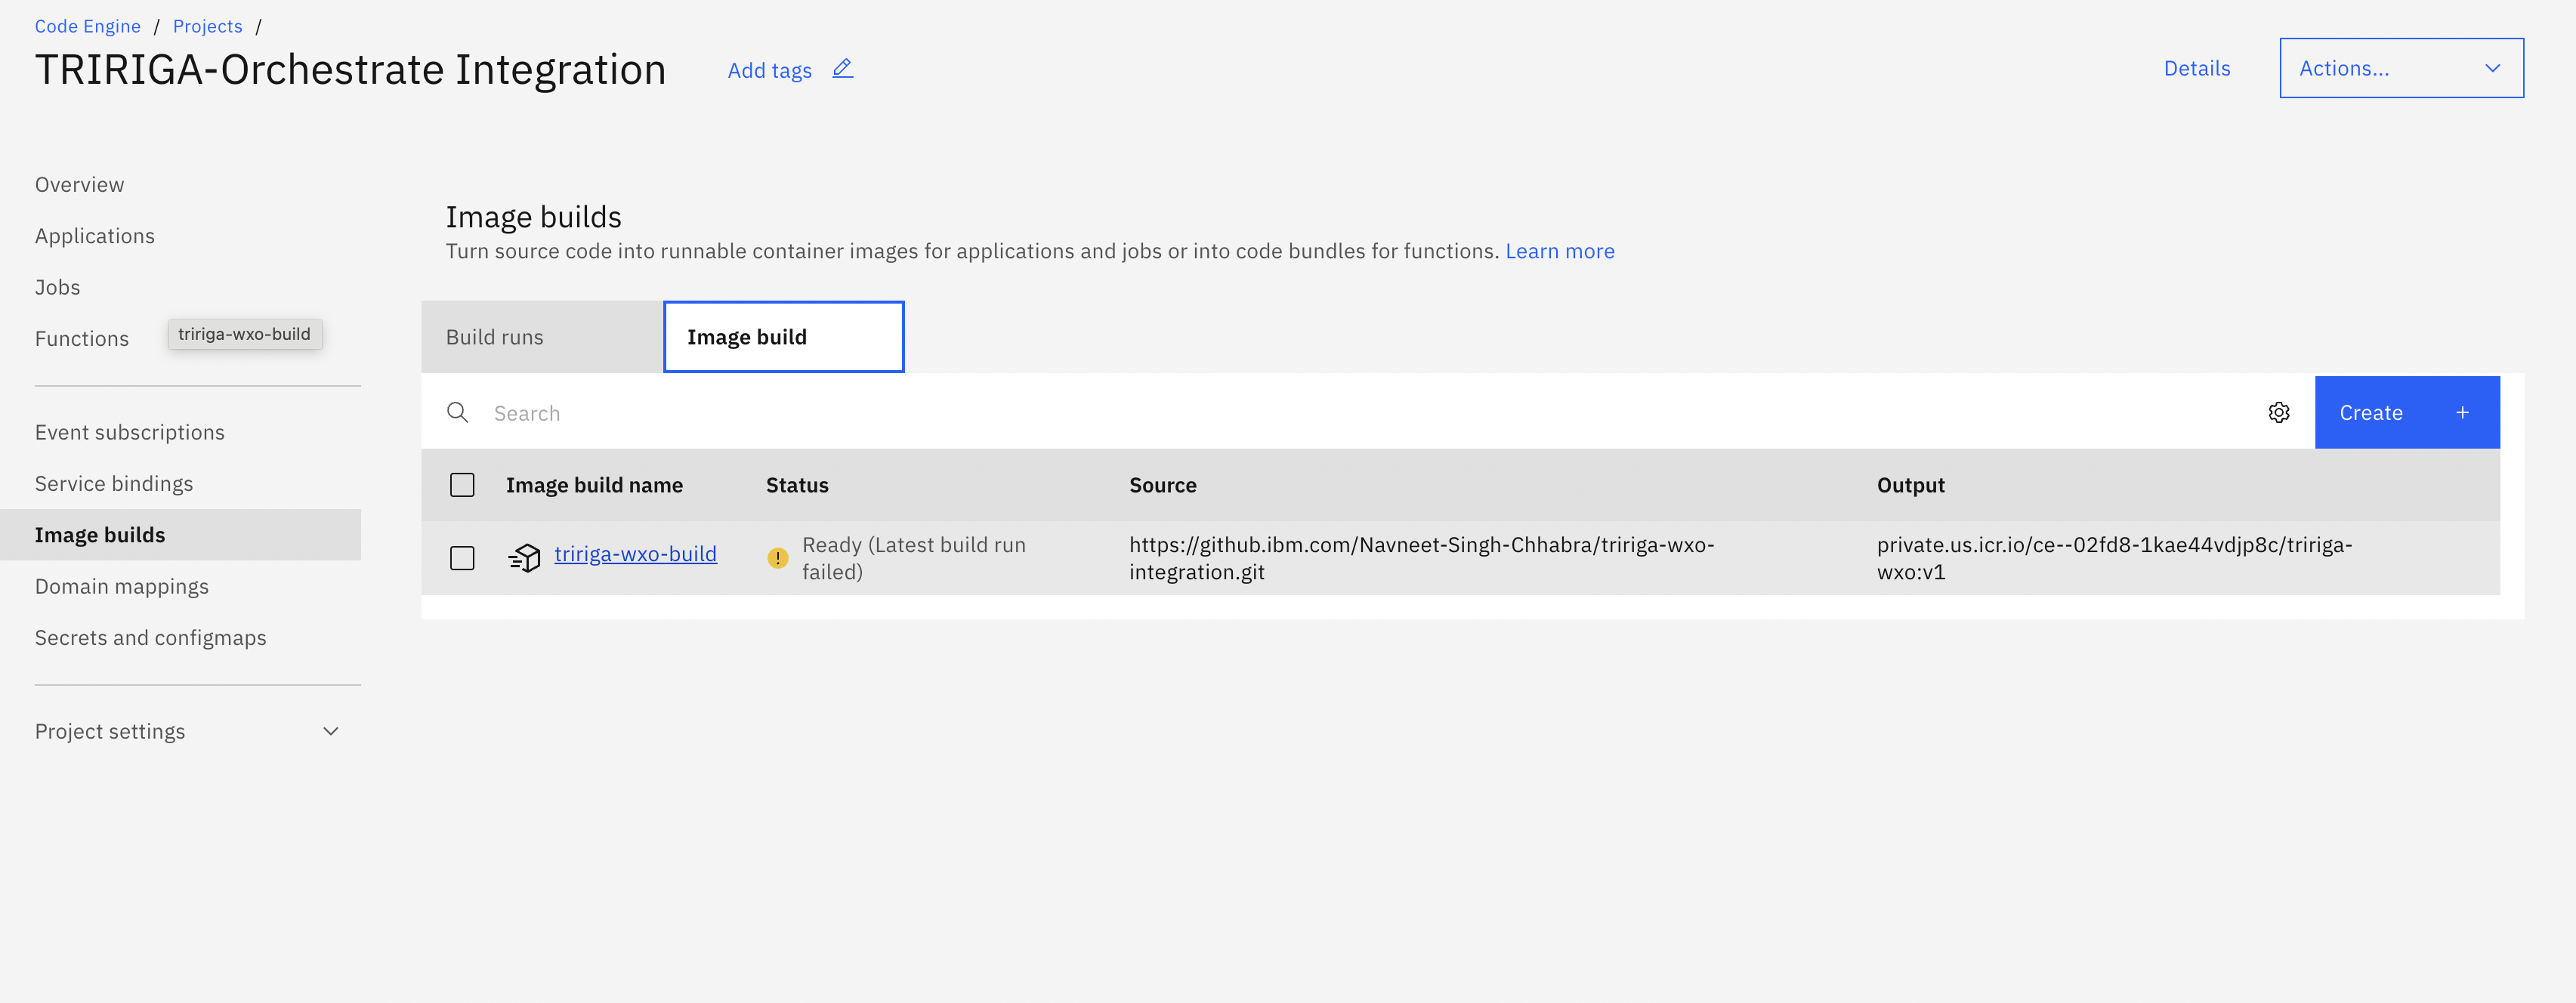 Code Engine / Projects /
TRIRIGA-Orchestrate Integration
Add tags
Details
Actions...
Overview
Applications
Jobs
Functions
tririga-wxo-build
Event subscriptions
Service bindings
Image builds
Domain mappings
Secrets and configmaps
Project settings
Image builds
Turn source code into runnable container images for applications and jobs or into code bundles for functions. Learn more
Build runs
Image build
Search
Create +
Image build name Status Source Output
tririga-wxo-build
Ready (Latest build run
failed)
https://github.ibm.com/Navneet-Singh-Chhabra/tririga-wxo-
integration.git
private.us.icr.io/ce--02fd8-1kae44vdjp8c/tririga-
wxo:v1